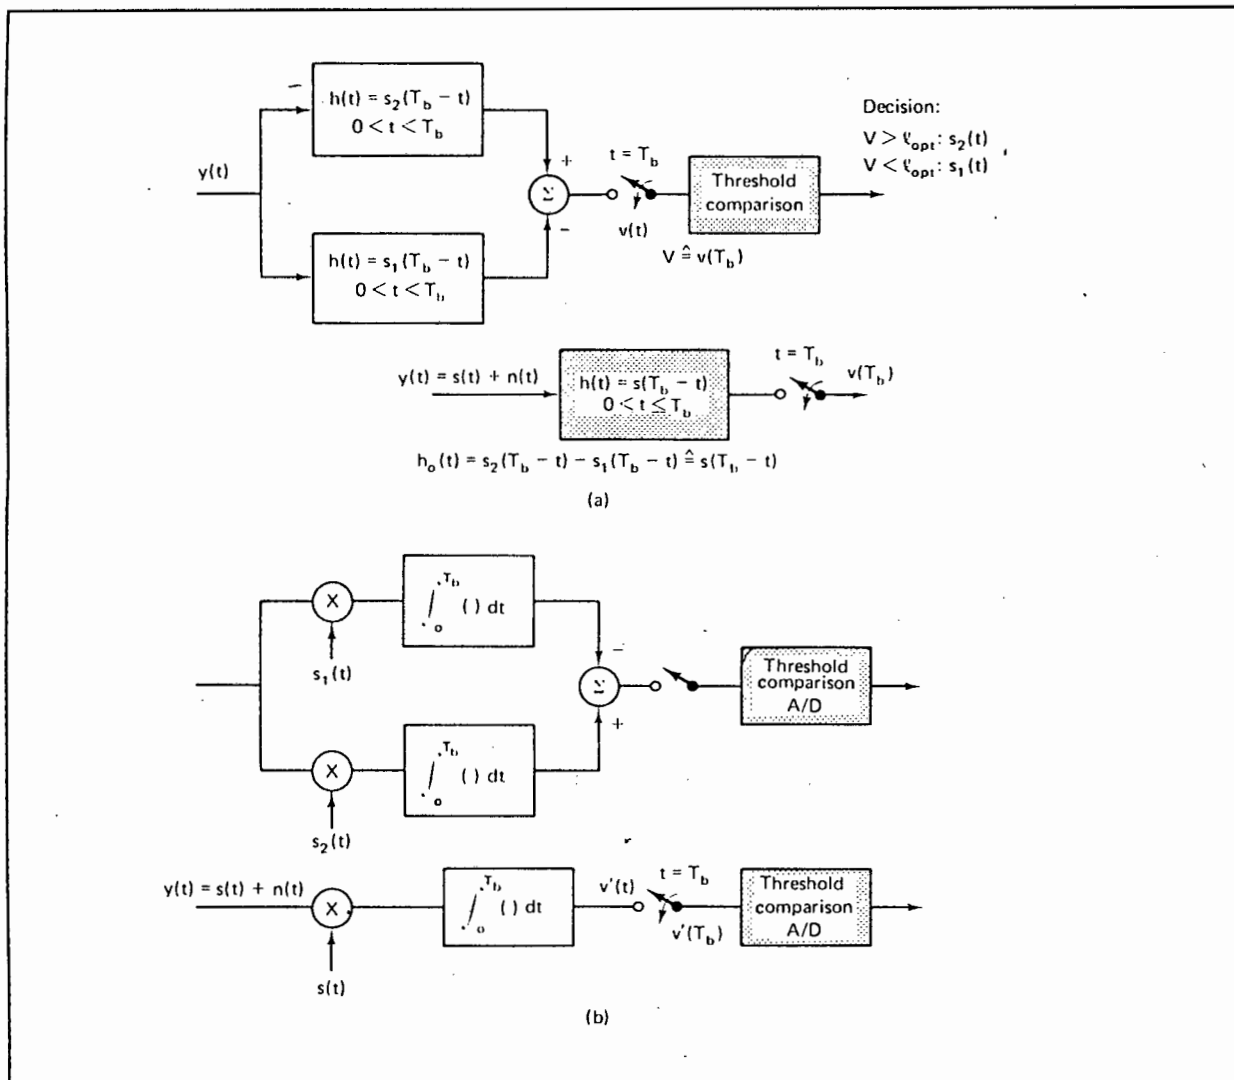 −
h(t) = s₂(T_b − t)
0 < t < T_b
Decision:
V > ℓ_opt: s₂(t)
V < ℓ_opt: s₁(t)
y(t)
+
Σ
−
t = T_b
v(t)
V ≙ v(T_b)
Threshold
comparison
h(t) = s₁(T_b − t)
0 < t < T_b
y(t) = s(t) + n(t)
h(t) = s(T_b − t)
0 < t ≤ T_b
t = T_b
v(T_b)
h_o(t) = s₂(T_b − t) − s₁(T_b − t) ≙ s(T_b − t)
(a)
X
s₁(t)
∫₀^T_b ( ) dt
−
Σ
+
Threshold
comparison
A/D
X
s₂(t)
∫₀^T_b ( ) dt
y(t) = s(t) + n(t)
X
s(t)
∫₀^T_b ( ) dt
v′(t)
t = T_b
v′(T_b)
Threshold
comparison
A/D
(b)